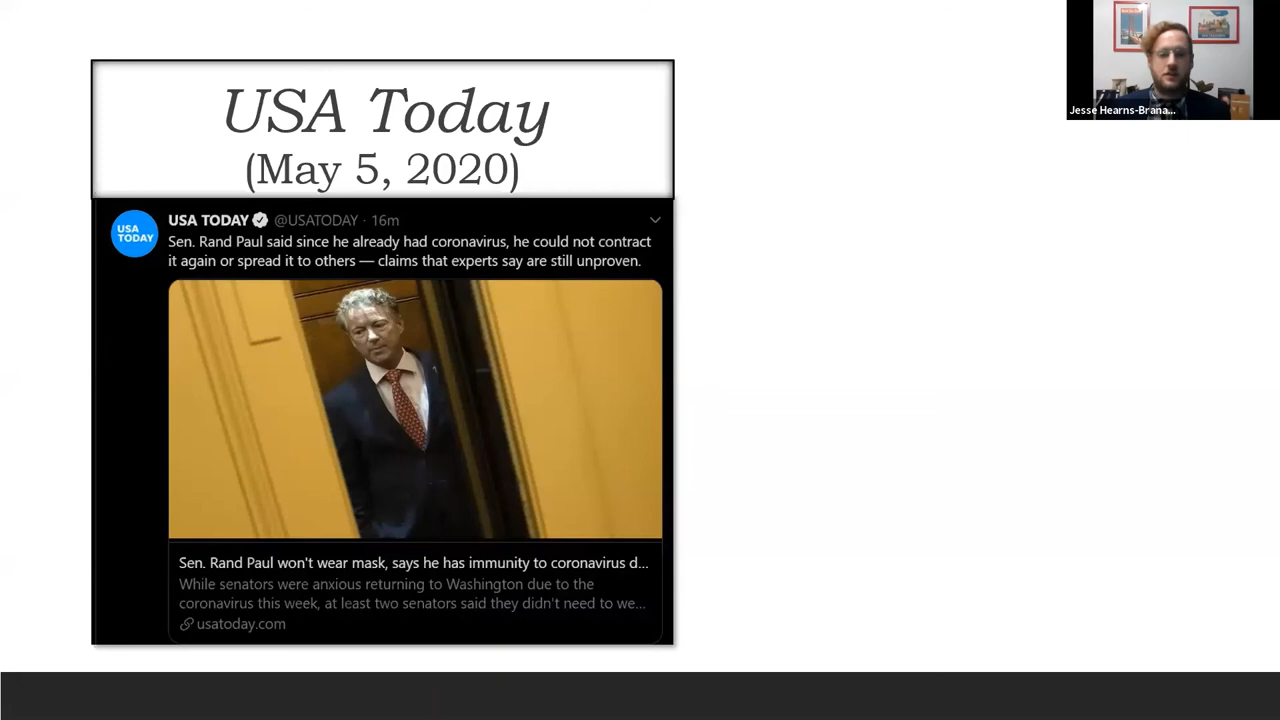 USA Today
(May 5, 2020)
USA TODAY @USATODAY · 16m
USA
TODAY
Sen. Rand Paul said since he already had coronavirus, he could not contract
it again or spread it to others — claims that experts say are still unproven.
Sen. Rand Paul won't wear mask, says he has immunity to coronavirus d...
While senators were anxious returning to Washington due to the
coronavirus this week, at least two senators said they didn't need to we...
usatoday.com
Jesse Hearns-Brana...